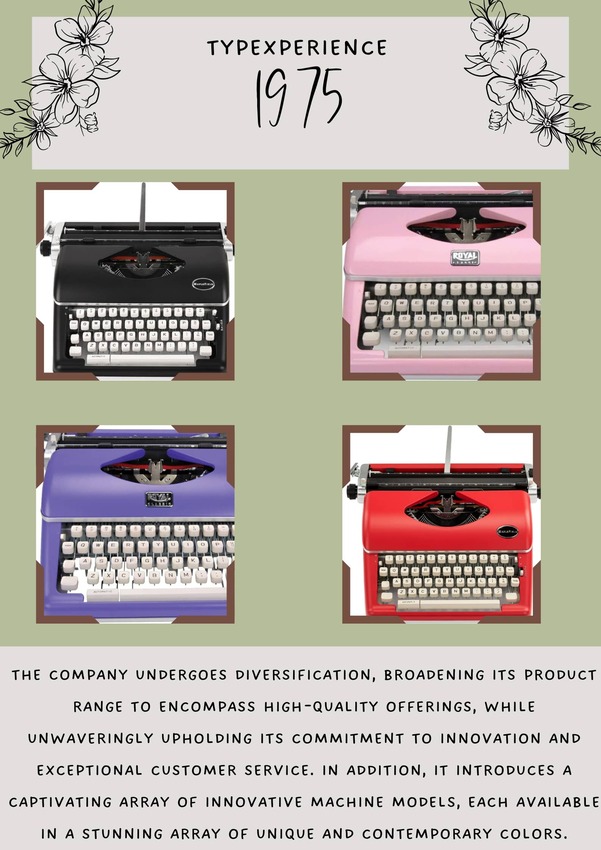 TYPEXPERIENCE
1975
ROYAL
ROYAL
THE COMPANY UNDERGOES DIVERSIFICATION, BROADENING ITS PRODUCT
RANGE TO ENCOMPASS HIGH-QUALITY OFFERINGS, WHILE
UNWAVERINGLY UPHOLDING ITS COMMITMENT TO INNOVATION AND
EXCEPTIONAL CUSTOMER SERVICE. IN ADDITION, IT INTRODUCES A
CAPTIVATING ARRAY OF INNOVATIVE MACHINE MODELS, EACH AVAILABLE
IN A STUNNING ARRAY OF UNIQUE AND CONTEMPORARY COLORS.